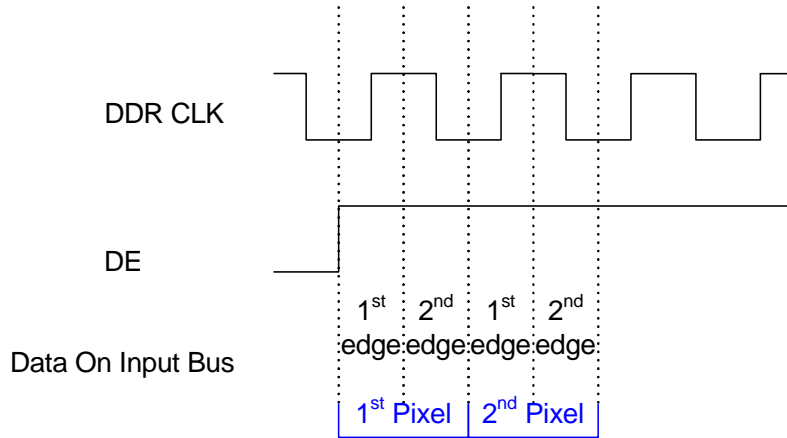 DDR CLK
DE
1st 2nd 1st 2nd
edge edge edge edge
Data On Input Bus
1st Pixel 2nd Pixel